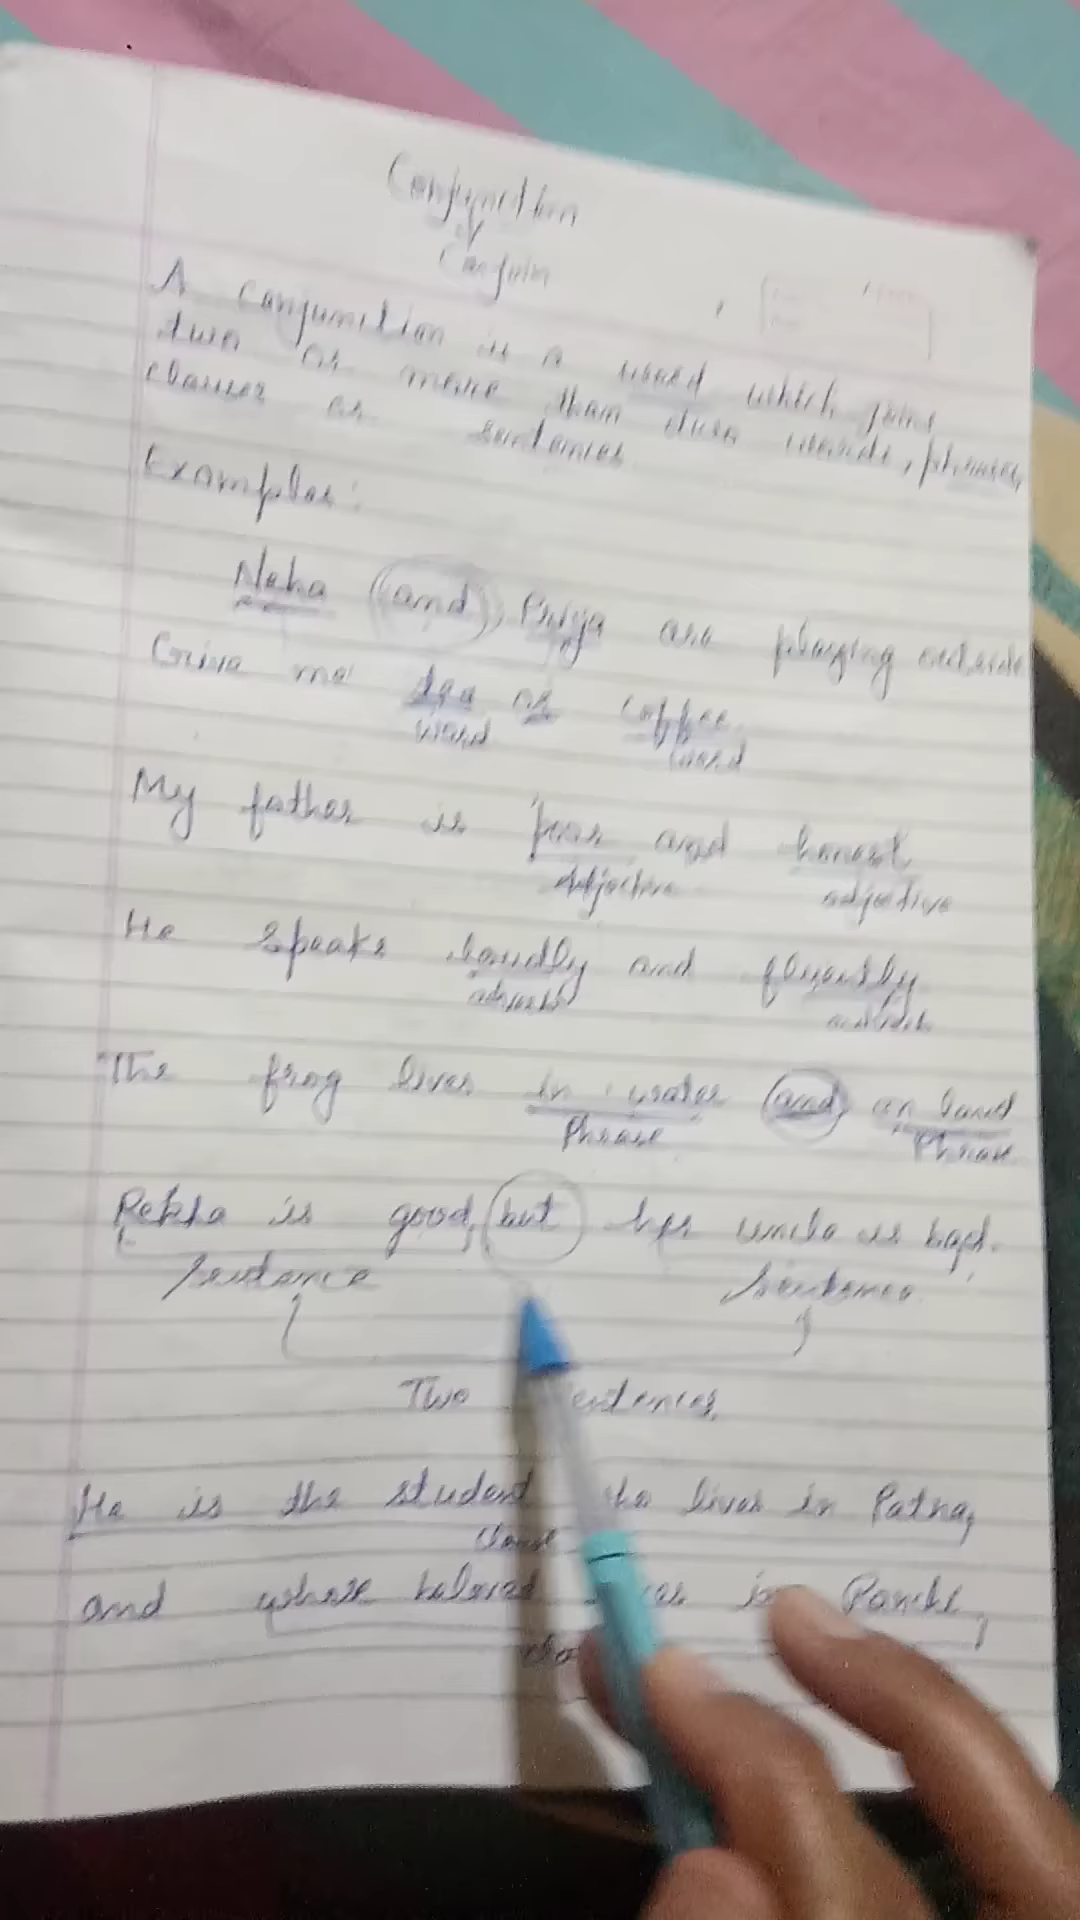 Conjunction
Conjoin
A conjunction is a word which joins
two or more than two words, phrases,
clauses or sentences
Examples:
Neha and Priya are playing outside
Give me tea or coffee.
word word
My father is poor and honest
Adjective adjective
He speaks loudly and fluently
adverb adverb
The frog lives in water and on land
Phrase Phrase
Rekha is good, but her uncle is bad.
Sentence Sentence
Two
He is the student who lives in Patna,
clause
and whose beloved in Ranchi,